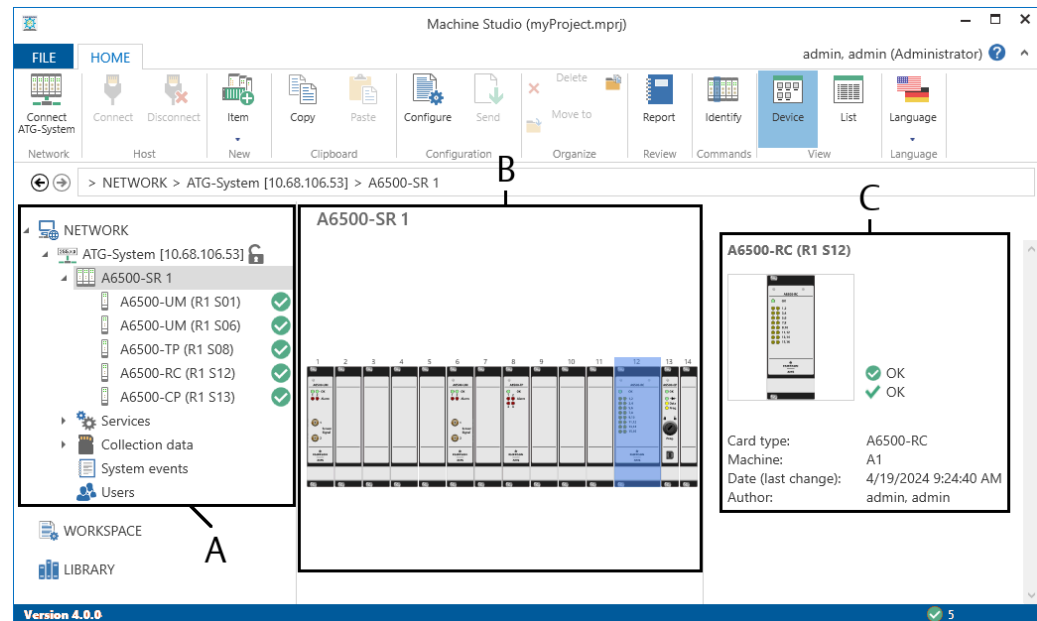 Machine Studio (myProject.mprj)
FILE HOME admin, admin (Administrator) ?
Connect ATG-System Connect Disconnect Item Copy Paste Configure Send Delete Move to Report Identify Device List Language
Network Host New Clipboard Configuration Organize Review Commands View Language
> NETWORK > ATG-System [10.68.106.53] > A6500-SR 1
B
C
NETWORK
ATG-System [10.68.106.53]
A6500-SR 1
A6500-UM (R1 S01)
A6500-UM (R1 S06)
A6500-TP (R1 S08)
A6500-RC (R1 S12)
A6500-CP (R1 S13)
Services
Collection data
System events
Users
A
WORKSPACE
LIBRARY
A6500-SR 1
1 2 3 4 5 6 7 8 9 10 11 12 13 14
A6500-RC (R1 S12)
OK
OK
Card type: A6500-RC
Machine: A1
Date (last change): 4/19/2024 9:24:40 AM
Author: admin, admin
Version 4.0.0 5